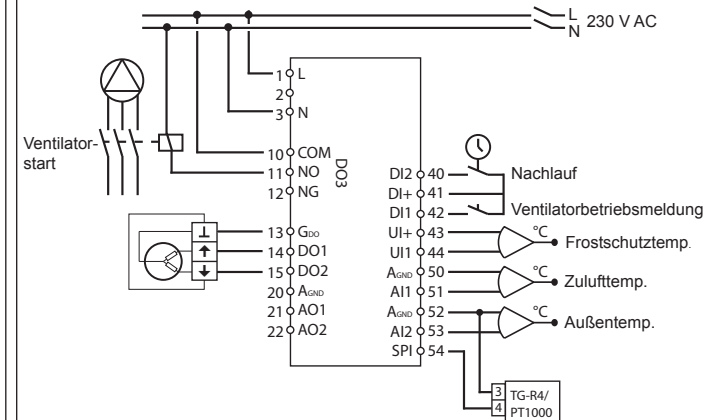 L
N
230 V AC
1 L
2
3 N
Ventilator-
start
10 COM
11 NO
12 NG
DO3
13 GDO
14 DO1
15 DO2
20 AGND
21 AO1
22 AO2
DI2 40
Nachlauf
DI+ 41
DI1 42
Ventilatorbetriebsmeldung
UI+ 43
°C
Frostschutztemp.
UI1 44
AGND 50
°C
Zulufttemp.
AI1 51
AGND 52
°C
Außentemp.
AI2 53
SPI 54
3
4
TG-R4/
PT1000